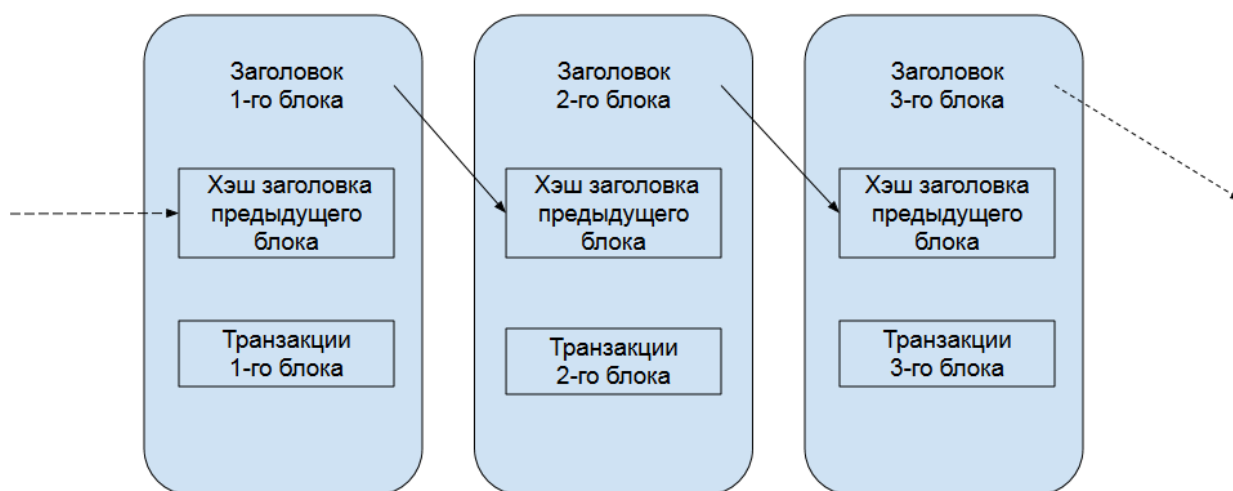 Заголовок
1-го блока
Хэш заголовка
предыдущего
блока
Транзакции
1-го блока
Заголовок
2-го блока
Хэш заголовка
предыдущего
блока
Транзакции
2-го блока
Заголовок
3-го блока
Хэш заголовка
предыдущего
блока
Транзакции
3-го блока